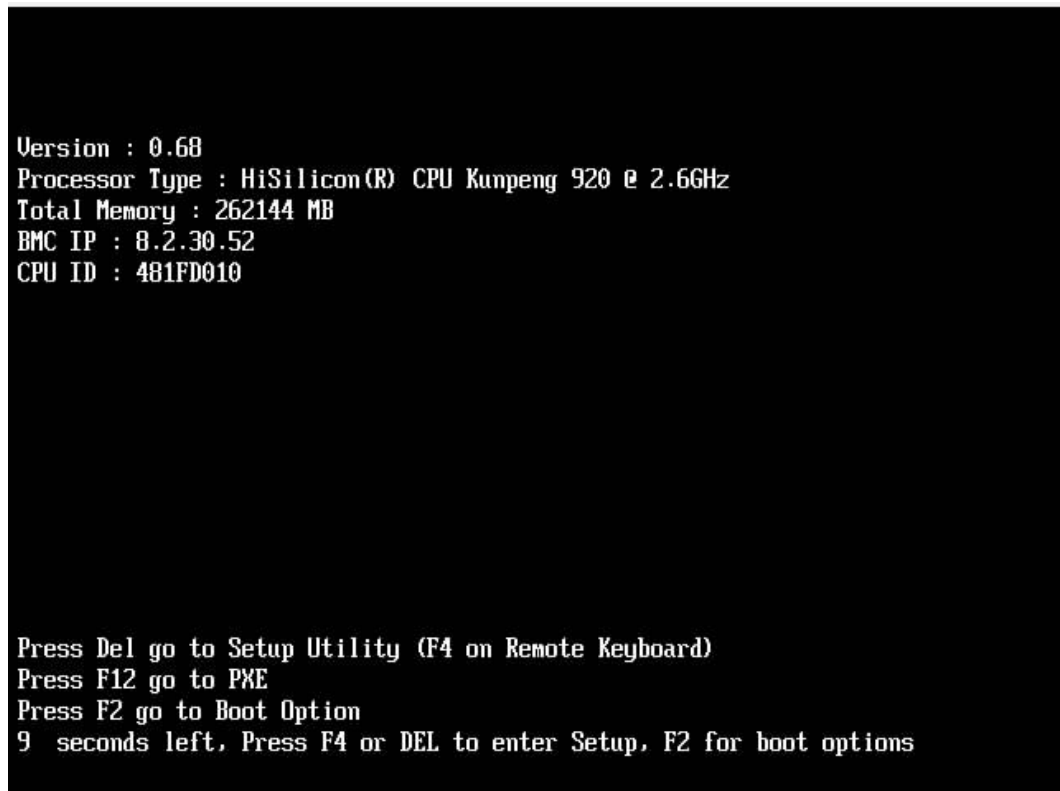 Version : 0.68
Processor Type : HiSilicon(R) CPU Kunpeng 920 @ 2.6GHz
Total Memory : 262144 MB
BMC IP : 8.2.30.52
CPU ID : 481FD010
Press Del go to Setup Utility (F4 on Remote Keyboard)
Press F12 go to PXE
Press F2 go to Boot Option
9  seconds left, Press F4 or DEL to enter Setup, F2 for boot options